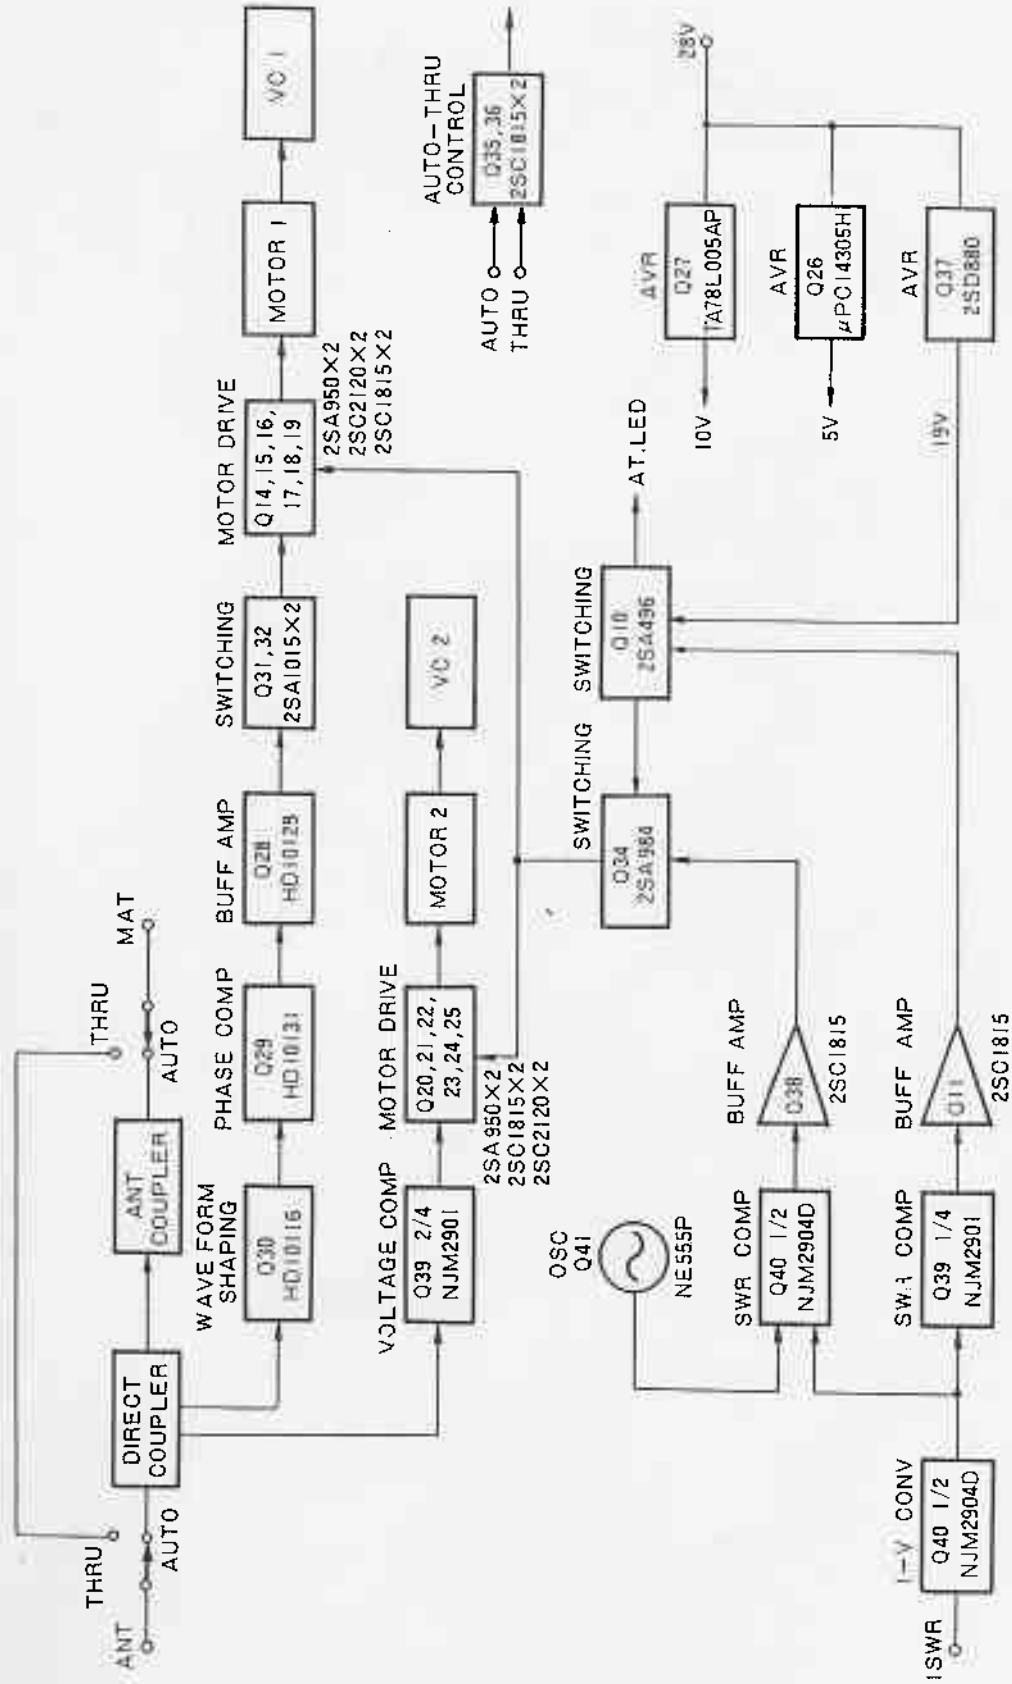 THRU
THRU
ANT
AUTO
DIRECT
COUPLER
ANT
COUPLER
AUTO
MAT
WAVE FORM
SHAPING
Q30
HD10116
PHASE COMP
Q29
HD10131
BUFF AMP
Q28
HD10125
SWITCHING
Q31,32
2SA1015×2
MOTOR DRIVE
Q14,15,16,
17,18,19
2SA950×2
2SC2120×2
2SC1815×2
MOTOR 1
VC 1
VOLTAGE COMP
Q39 2/4
NJM2901
MOTOR DRIVE
Q20,21,22,
23,24,25
2SA950×2
2SC1815×2
2SC2120×2
MOTOR 2
VC 2
AUTO-THRU
CONTROL
AUTO
THRU
Q35,36
2SC1815×2
OSC
Q41
NE555P
SWITCHING
Q34
2SA984
SWITCHING
Q10
2SA496
AT.LED
AVR
Q27
TA78L005AP
10V
28V
AVR
Q26
μPC14305H
5V
AVR
Q37
2SD880
19V
SWR COMP
Q40 1/2
NJM2904D
BUFF AMP
Q38
2SC1815
I-V CONV
ISWR
Q40 1/2
NJM2904D
SWR COMP
Q39 1/4
NJM2901
BUFF AMP
Q11
2SC1815